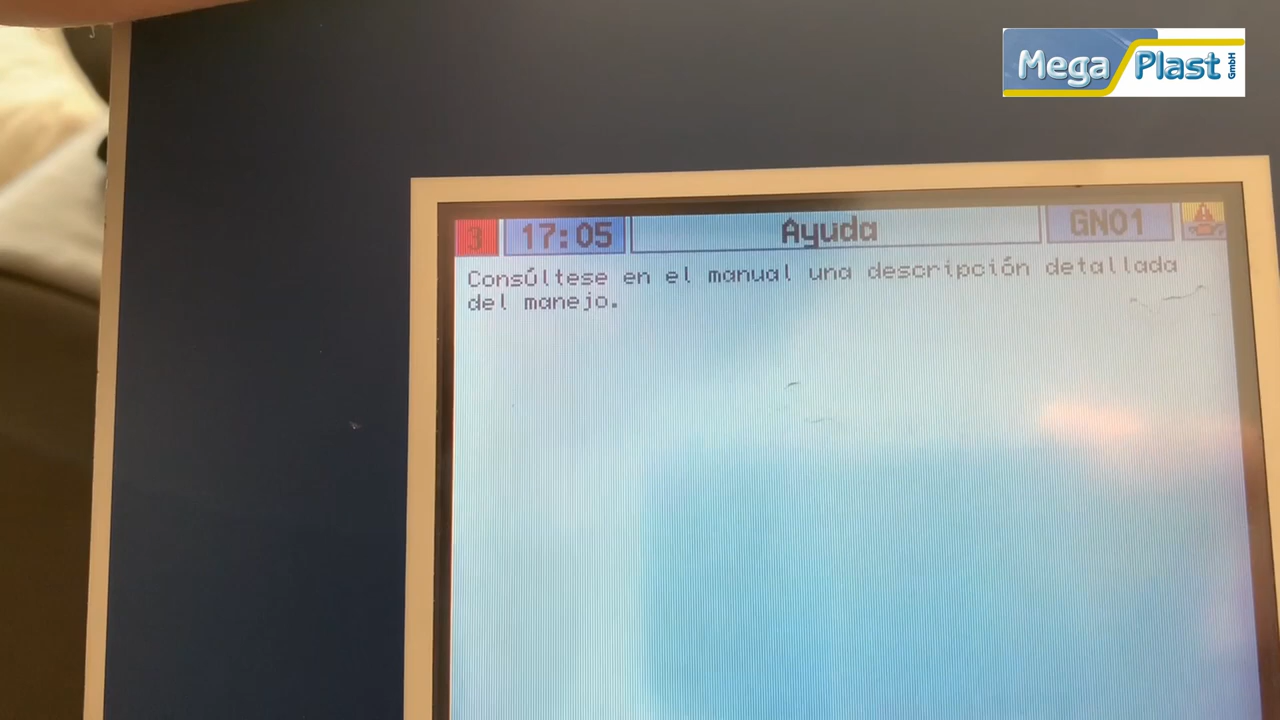 Mega Plast GmbH
3 17:05 Ayuda GN01
Consúltese en el manual una descripción detallada
del manejo.